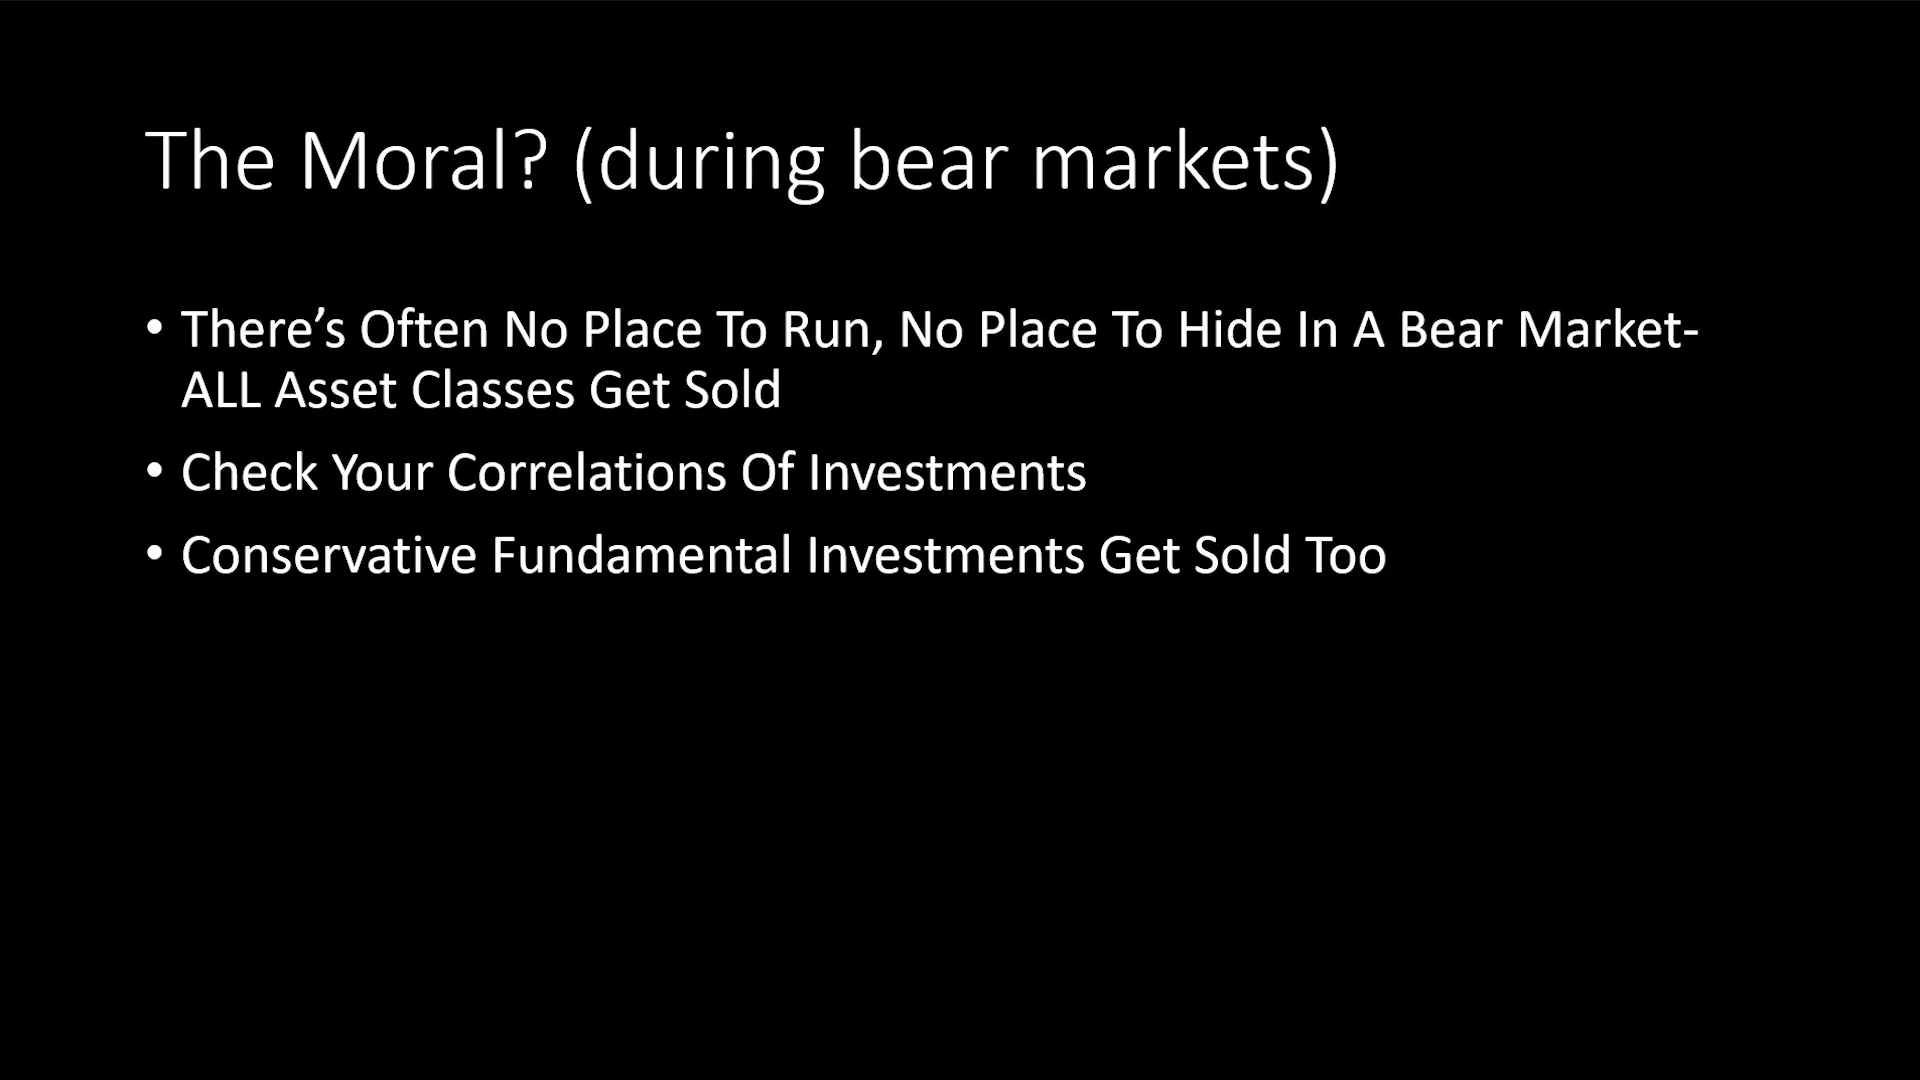 The Moral? (during bear markets)
• There’s Often No Place To Run, No Place To Hide In A Bear Market-
ALL Asset Classes Get Sold
• Check Your Correlations Of Investments
• Conservative Fundamental Investments Get Sold Too